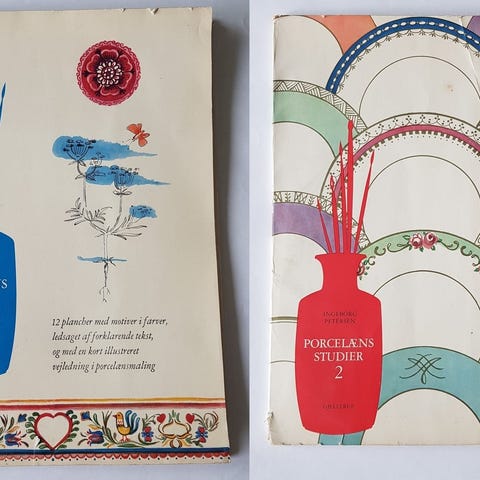 12 plancher med motiver i farver,
ledsaget af forklarende tekst,
og med en kort illustreret
vejledning i porcelænsmaling
INGEBORG
PETERSEN
PORCELÆNS
STUDIER
2
GJELLERUP